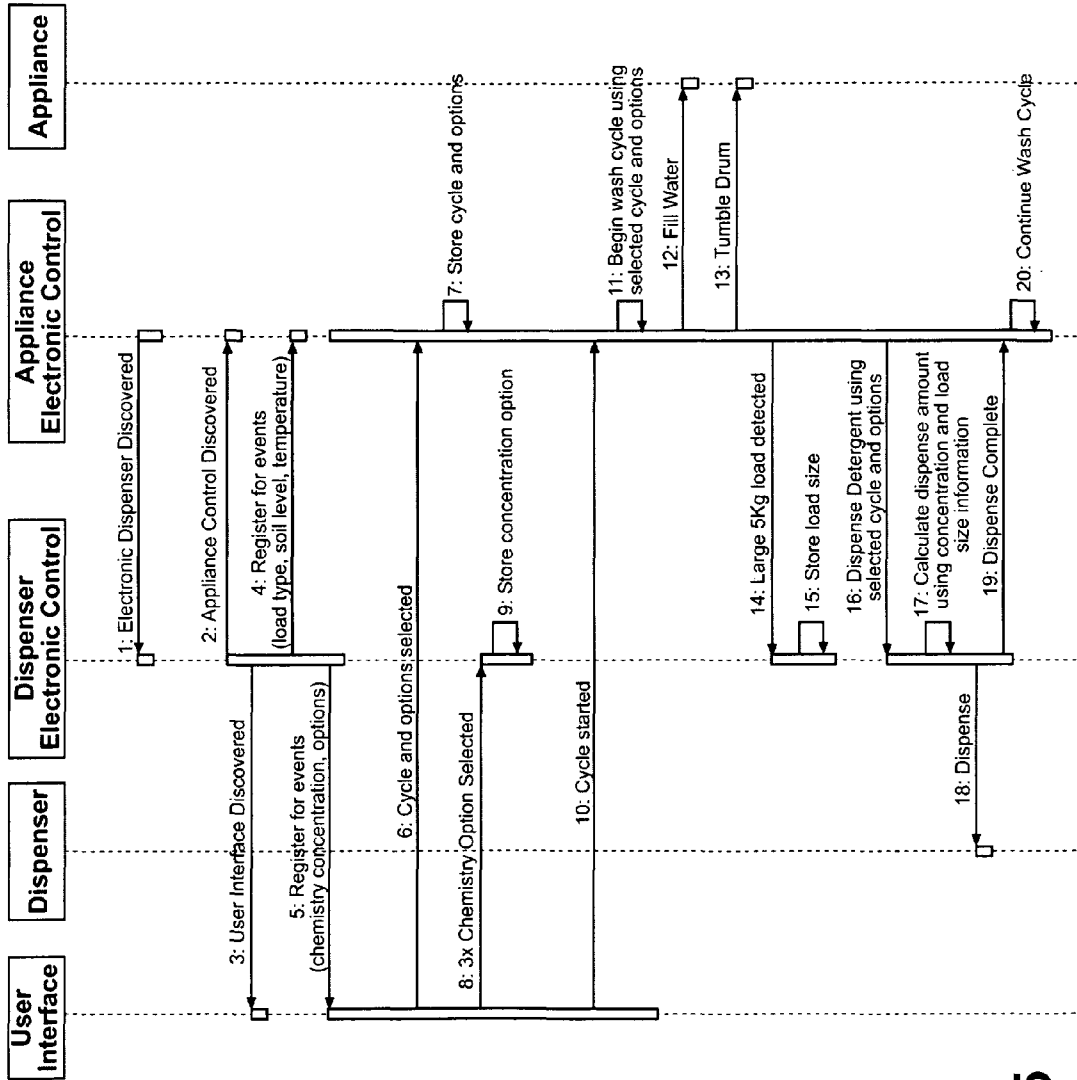 User
Interface
Dispenser
Dispenser
Electronic Control
Appliance
Electronic Control
Appliance
1: Electronic Dispenser Discovered
2: Appliance Control Discovered
3: User Interface Discovered
4: Register for events
(load type, soil level, temperature)
5: Register for events
(chemistry concentration, options)
6: Cycle and options selected
7: Store cycle and options
8: 3x Chemistry Option Selected
9: Store concentration option
10: Cycle started
11: Begin wash cycle using
selected cycle and options
12: Fill Water
13: Tumble Drum
14: Large 5Kg load detected
15: Store load size
16: Dispense Detergent using
selected cycle and options
17: Calculate dispense amount
using concentration and load
size information
18: Dispense
19: Dispense Complete
20: Continue Wash Cycle